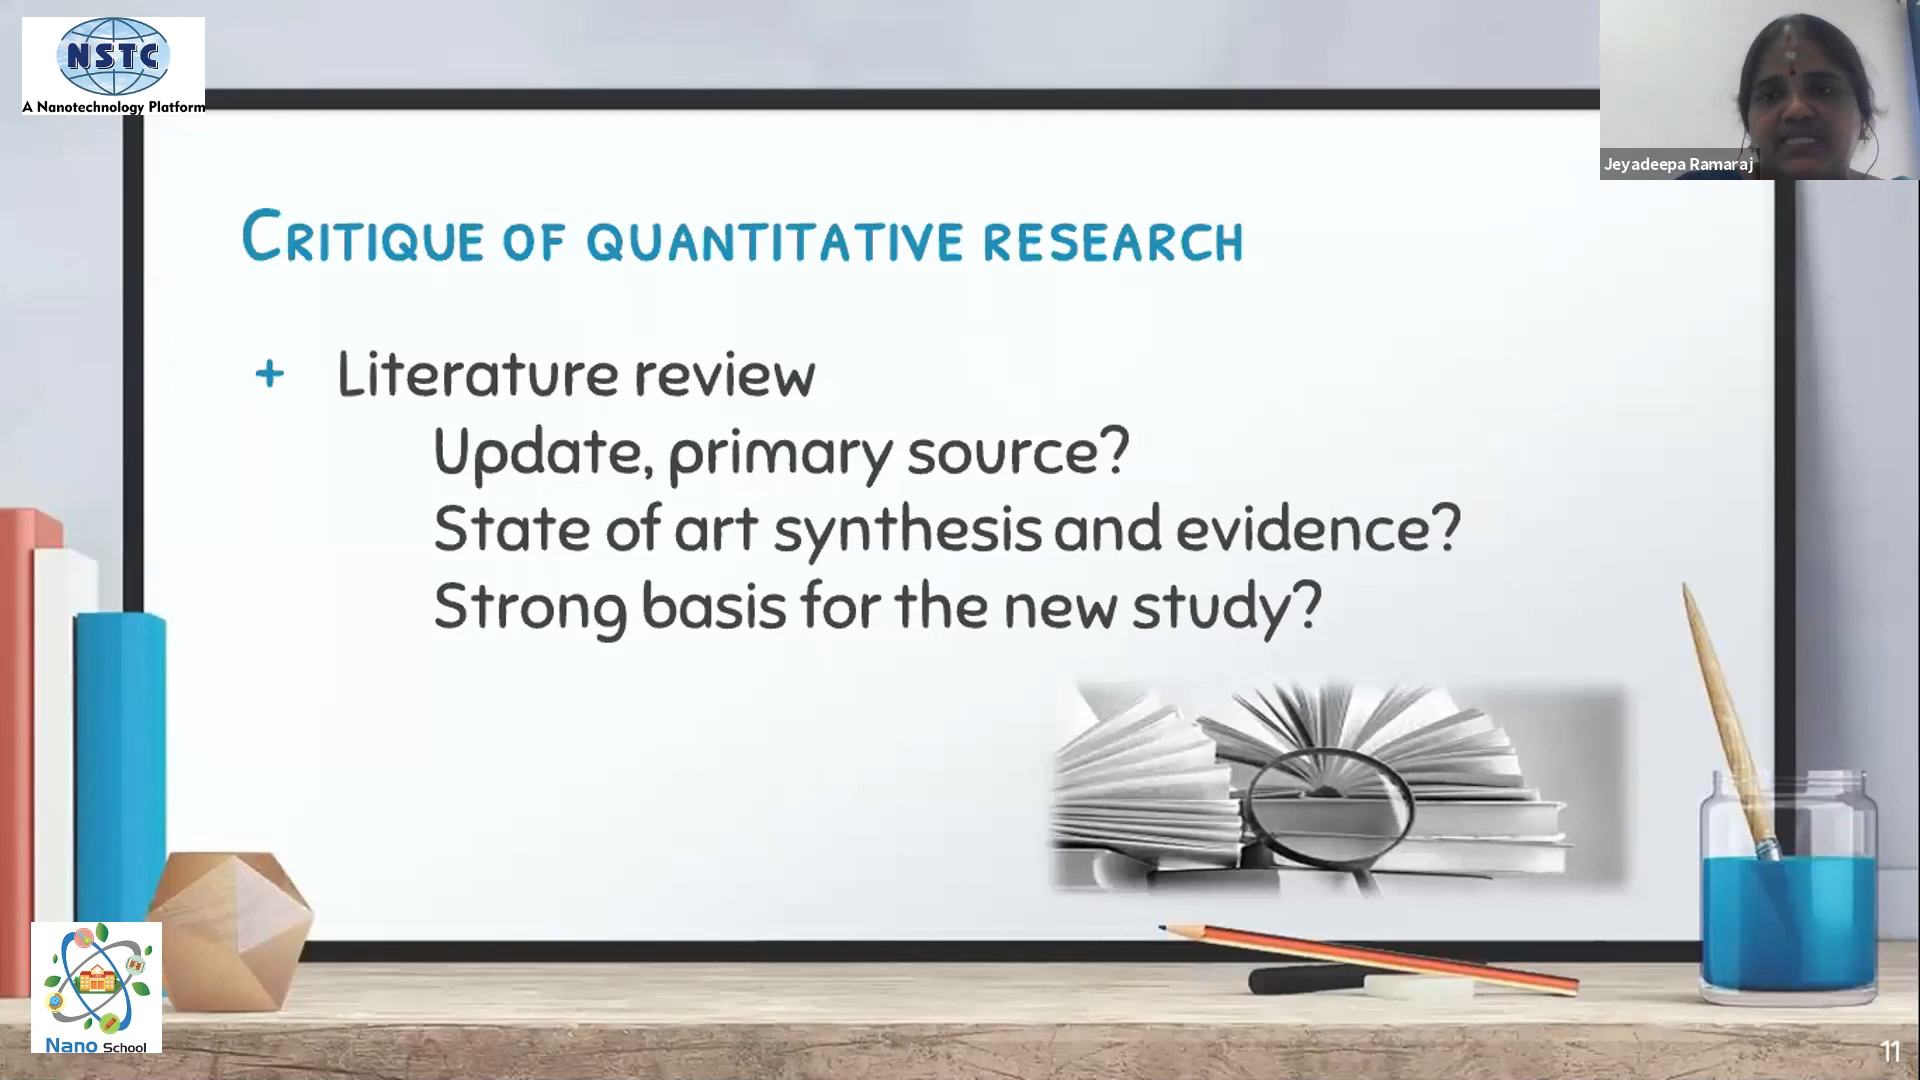 NSTC
A Nanotechnology Platform
Jeyadeepa Ramaraj
Critique of quantitative research
+ Literature review
Update, primary source?
State of art synthesis and evidence?
Strong basis for the new study?
Nano School
11